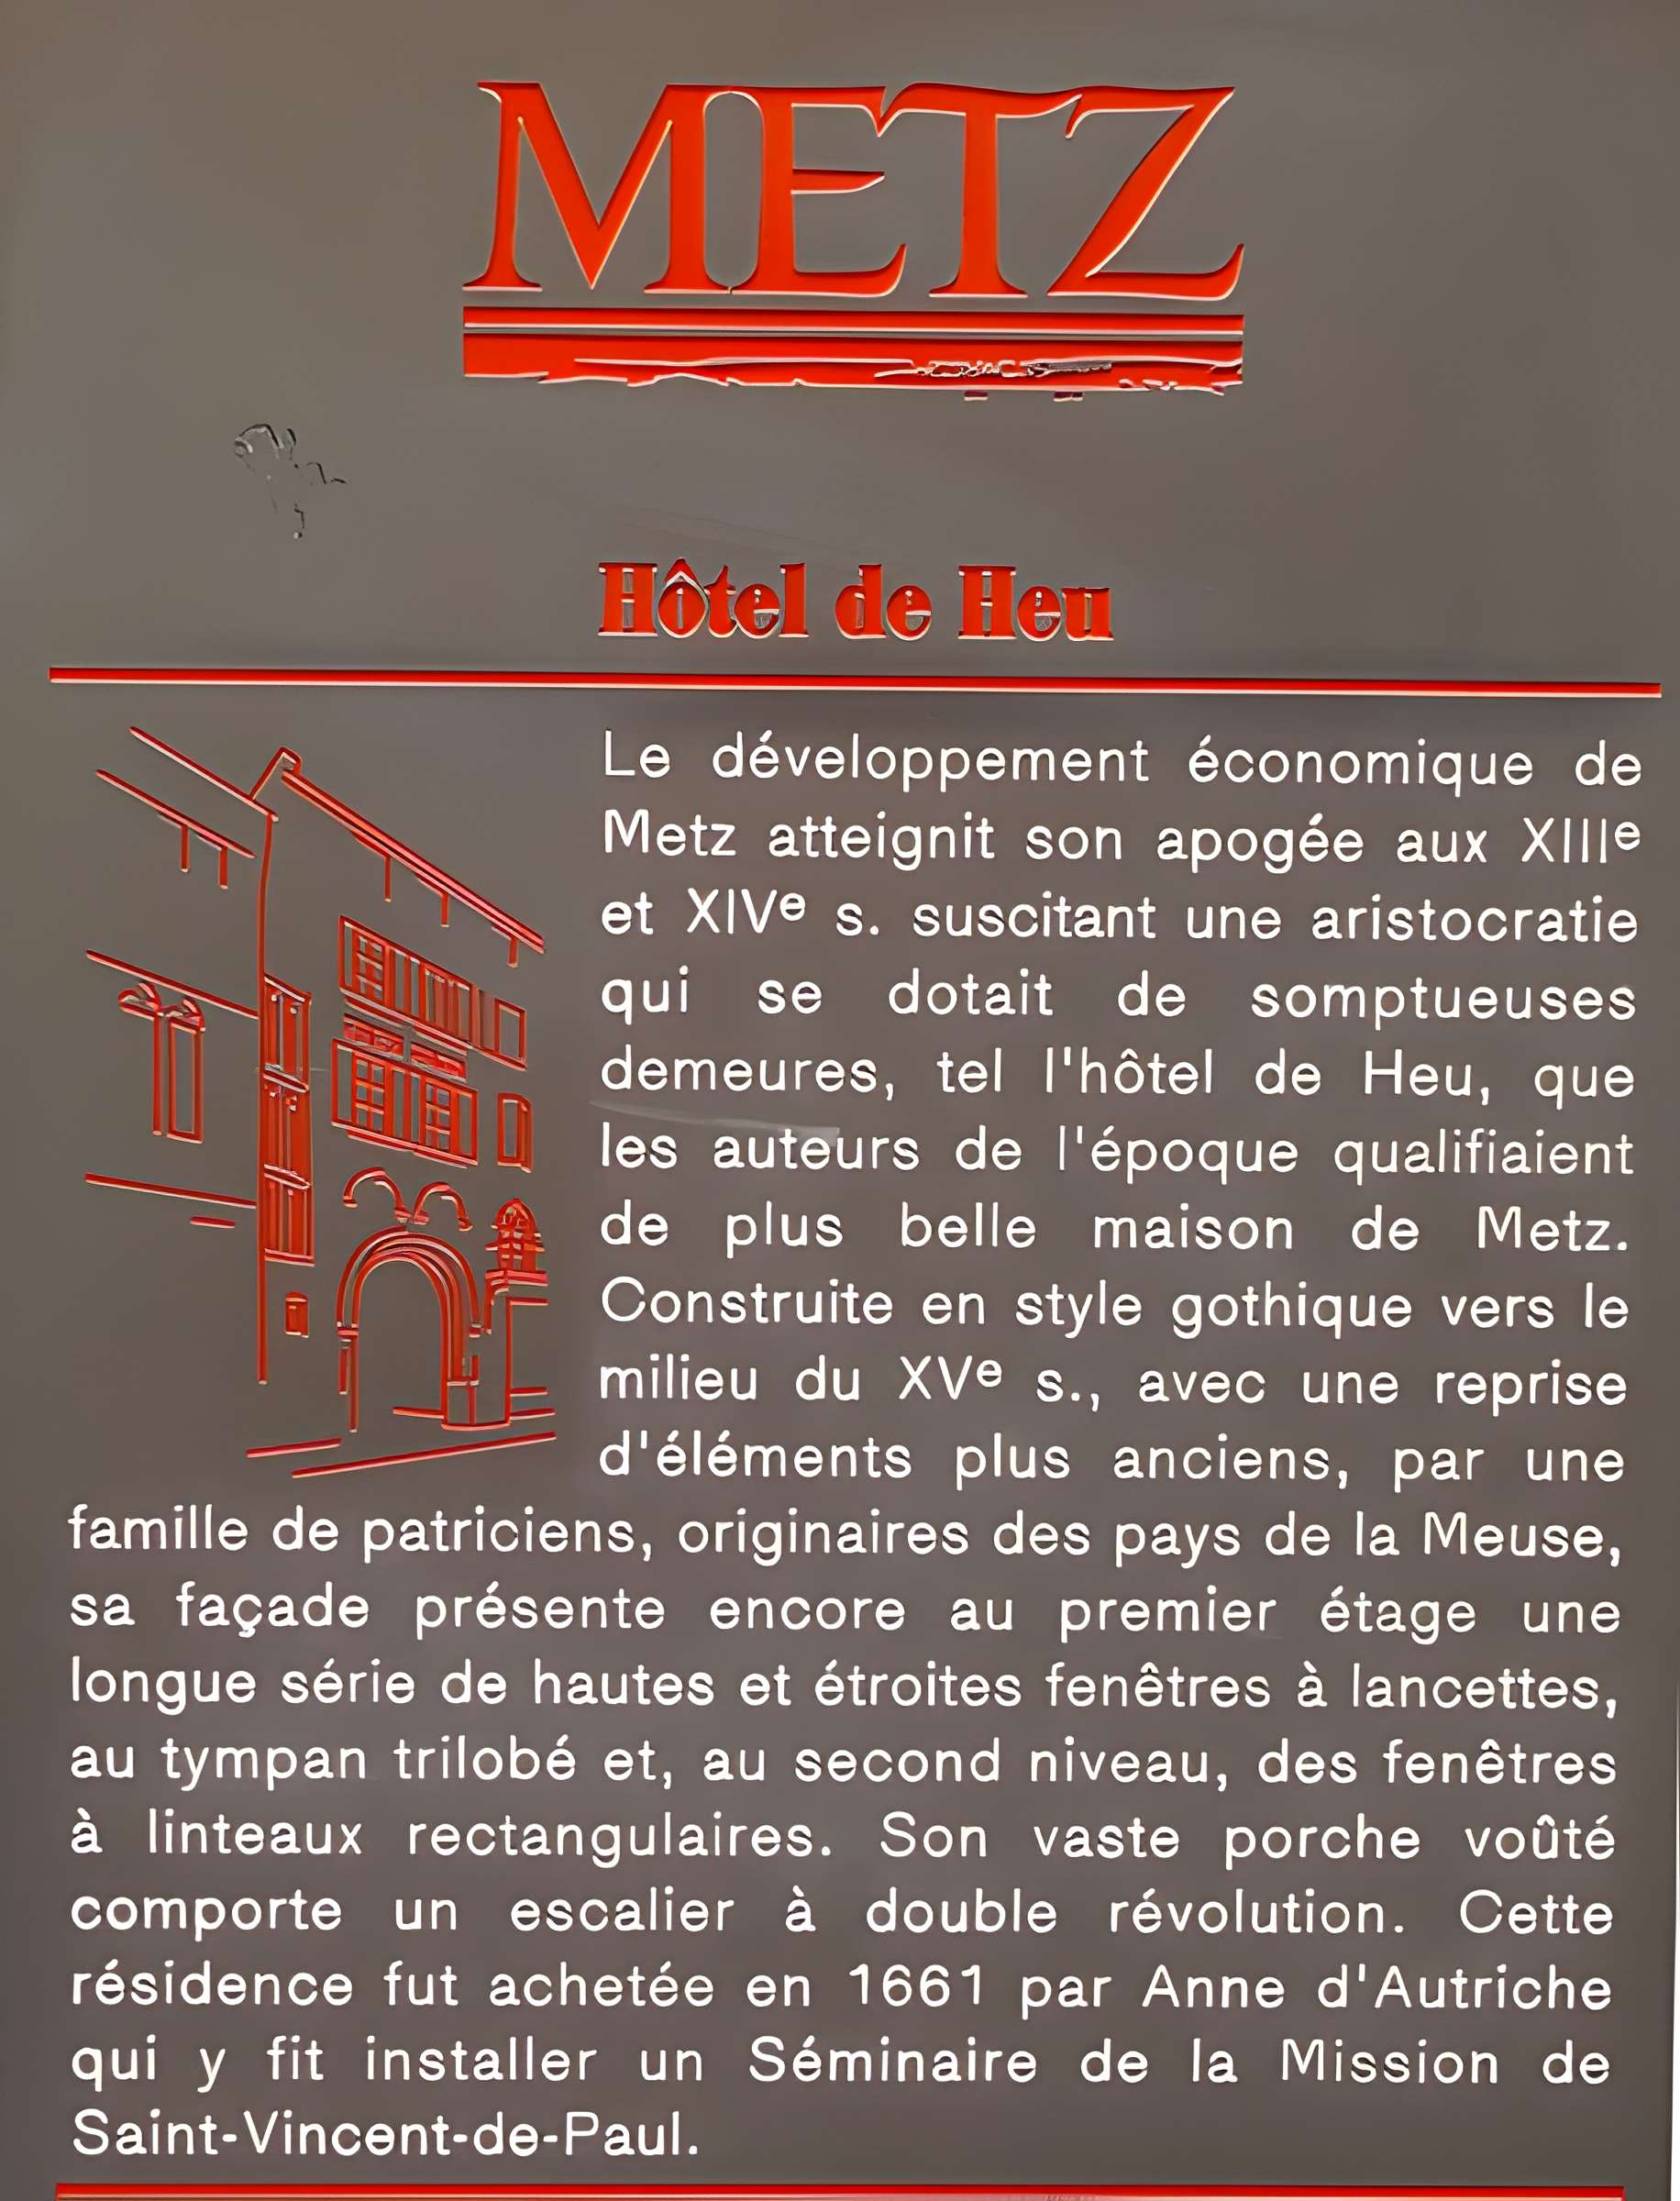 METZ
Hôtel de Heu
Le développement économique de
Metz atteignit son apogée aux XIIIe
et XIVe s. suscitant une aristocratie
qui se dotait de somptueuses
demeures, tel l'hôtel de Heu, que
les auteurs de l'époque qualifiaient
de plus belle maison de Metz.
Construite en style gothique vers le
milieu du XVe s., avec une reprise
d'éléments plus anciens, par une
famille de patriciens, originaires des pays de la Meuse,
sa façade présente encore au premier étage une
longue série de hautes et étroites fenêtres à lancettes,
au tympan trilobé et, au second niveau, des fenêtres
à linteaux rectangulaires. Son vaste porche voûté
comporte un escalier à double révolution. Cette
résidence fut achetée en 1661 par Anne d'Autriche
qui y fit installer un Séminaire de la Mission de
Saint-Vincent-de-Paul.